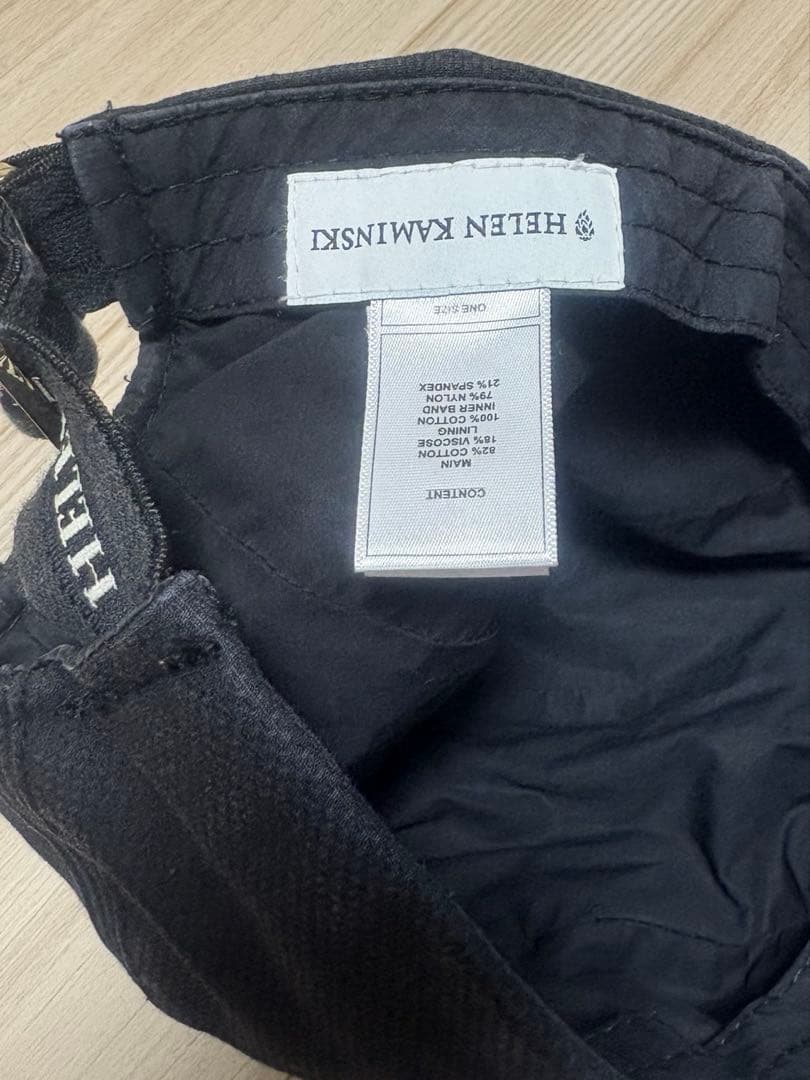 HELEN KAMINSKI
ONE SIZE
CONTENT
MAIN
82% COTTON
18% VISCOSE
LINING
100% COTTON
INNER BAND
79% NYLON
21% SPANDEX
HEL